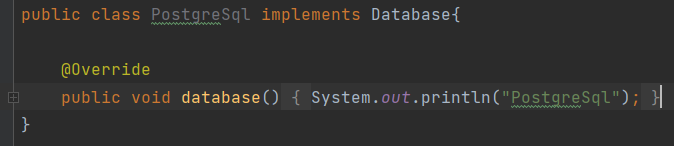 public class PostgreSql implements Database{
@Override
public void database() { System.out.println("PostgreSql"); }
}